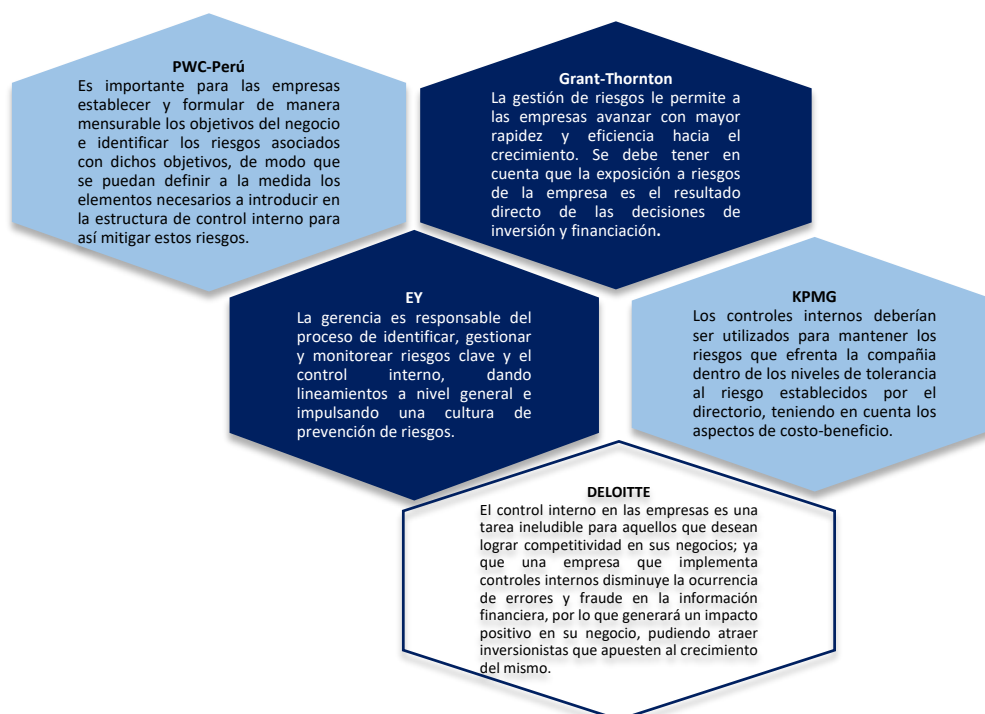 PWC-Perú
Es importante para las empresas
establecer y formular de manera
mensurable los objetivos del negocio
e identificar los riesgos asociados
con dichos objetivos, de modo que
se puedan definir a la medida los
elementos necesarios a introducir en
la estructura de control interno para
así mitigar estos riesgos.
Grant-Thornton
La gestión de riesgos le permite a
las empresas avanzar con mayor
rapidez y eficiencia hacia el
crecimiento. Se debe tener en
cuenta que la exposición a riesgos
de la empresa es el resultado
directo de las decisiones de
inversión y financiación.
EY
La gerencia es responsable del
proceso de identificar, gestionar
y monitorear riesgos clave y el
control interno, dando
lineamientos a nivel general e
impulsando una cultura de
prevención de riesgos.
KPMG
Los controles internos deberían
ser utilizados para mantener los
riesgos que efrenta la compañia
dentro de los niveles de tolerancia
al riesgo establecidos por el
directorio, teniendo en cuenta los
aspectos de costo-beneficio.
DELOITTE
El control interno en las empresas es una
tarea ineludible para aquellos que desean
lograr competitividad en sus negocios; ya
que una empresa que implementa
controles internos disminuye la ocurrencia
de errores y fraude en la información
financiera, por lo que generará un impacto
positivo en su negocio, pudiendo atraer
inversionistas que apuesten al crecimiento
del mismo.